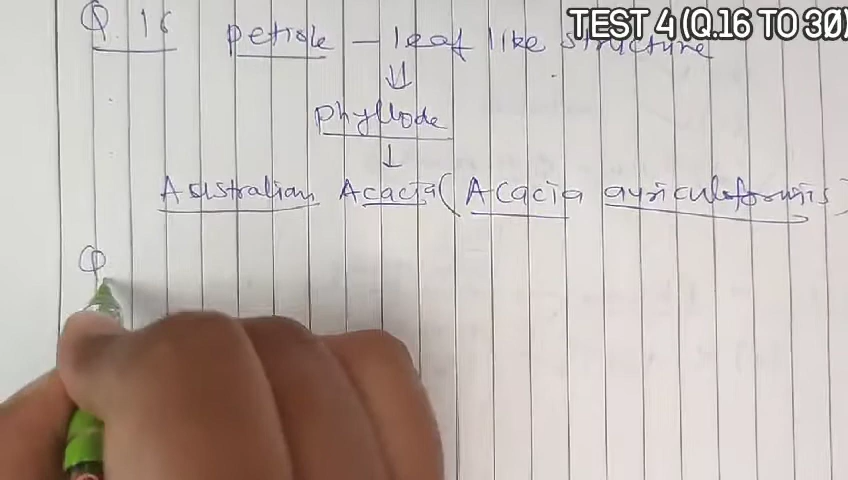 TEST 4 (Q.16 TO 30)
Q. 16 petiole – leaf like structure
phyllode
Australian Acacia (Acacia auriculiformis)
Q